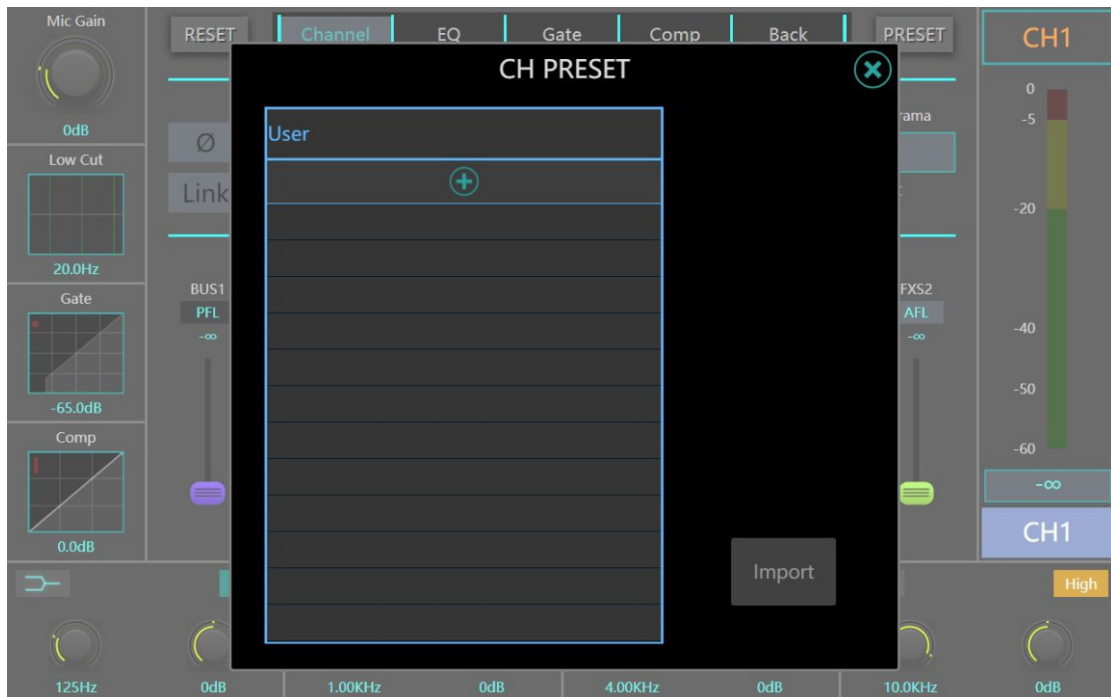 Mic Gain
0dB
Low Cut
20.0Hz
Gate
-65.0dB
Comp
0.0dB
RESET
Channel
EQ
Gate
Comp
Back
PRESET
CH PRESET
User
Import
Ø
Link
BUS1
PFL
-∞
FXS2
AFL
-∞
CH1
0
-5
-20
-40
-50
-60
-∞
CH1
High
125Hz
0dB
1.00KHz
0dB
4.00KHz
0dB
10.0KHz
0dB